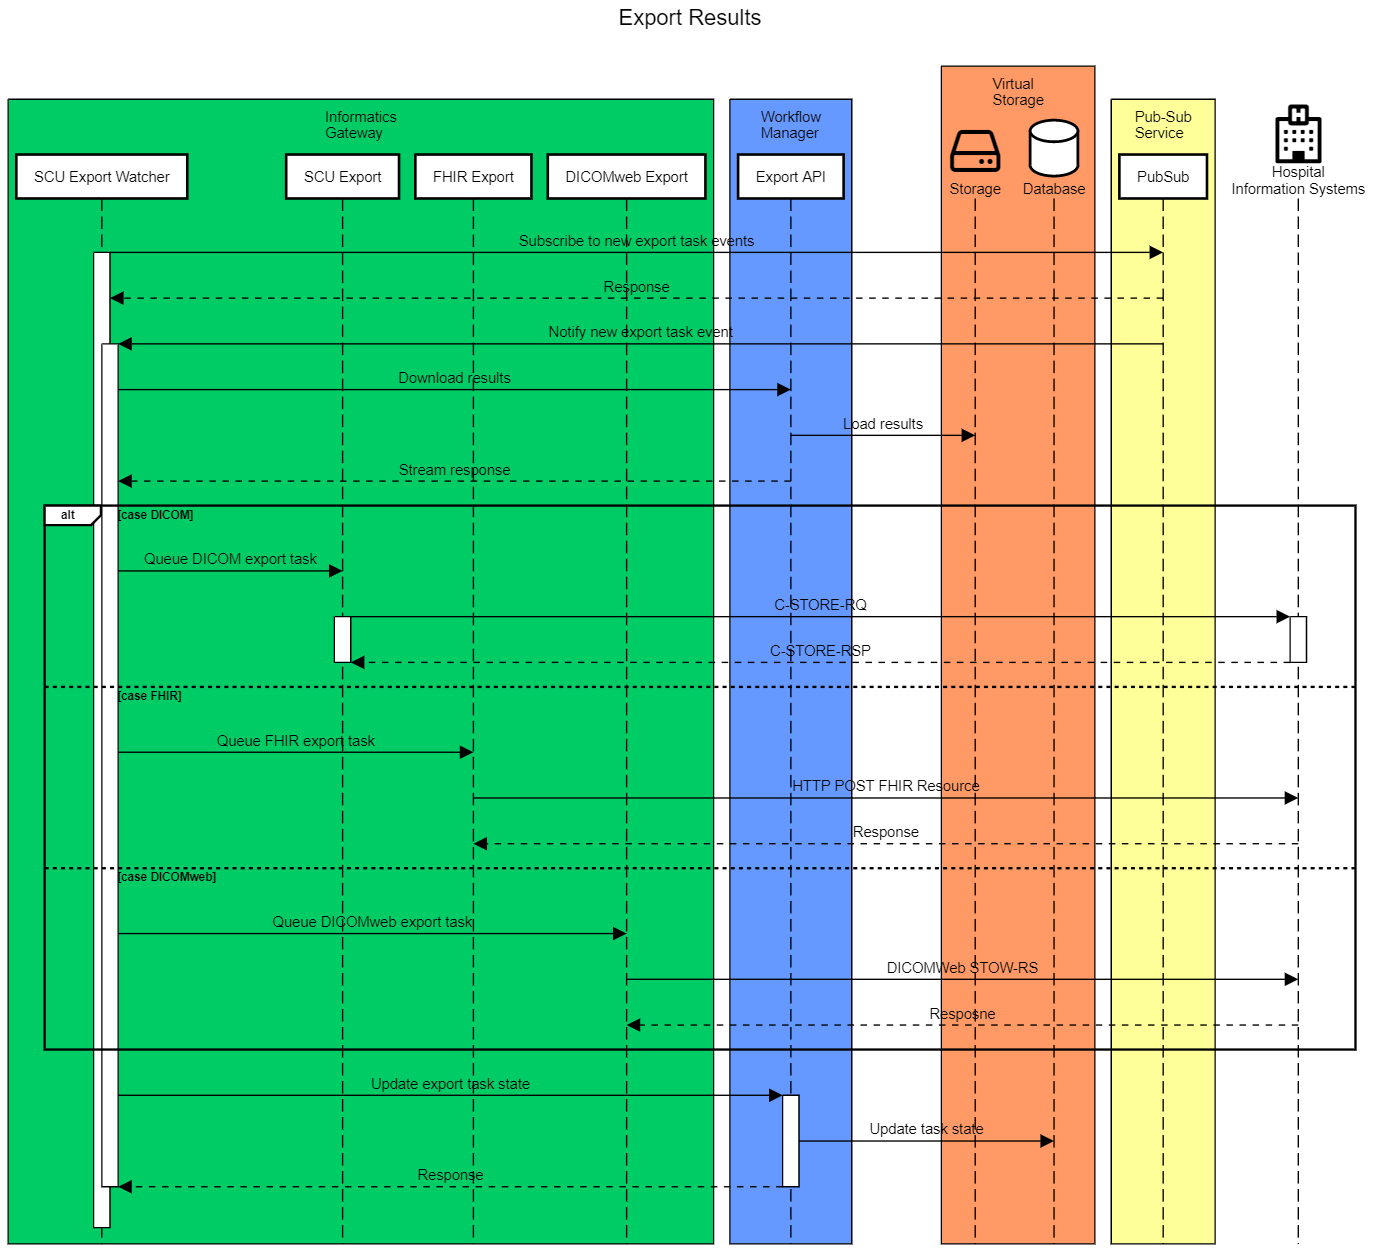 Export Results
Virtual
Storage
Informatics
Gateway
Workflow
Manager
Pub-Sub
Service
SCU Export Watcher
SCU Export
FHIR Export
DICOMweb Export
Export API
Storage
Database
PubSub
Hospital
Information Systems
Subscribe to new export task events
Response
Notify new export task event
Download results
Load results
Stream response
alt
[case DICOM]
Queue DICOM export task
C-STORE-RQ
C-STORE-RSP
[case FHIR]
Queue FHIR export task
HTTP POST FHIR Resource
Response
[case DICOMweb]
Queue DICOMweb export task
DICOMWeb STOW-RS
Resposne
Update export task state
Update task state
Response